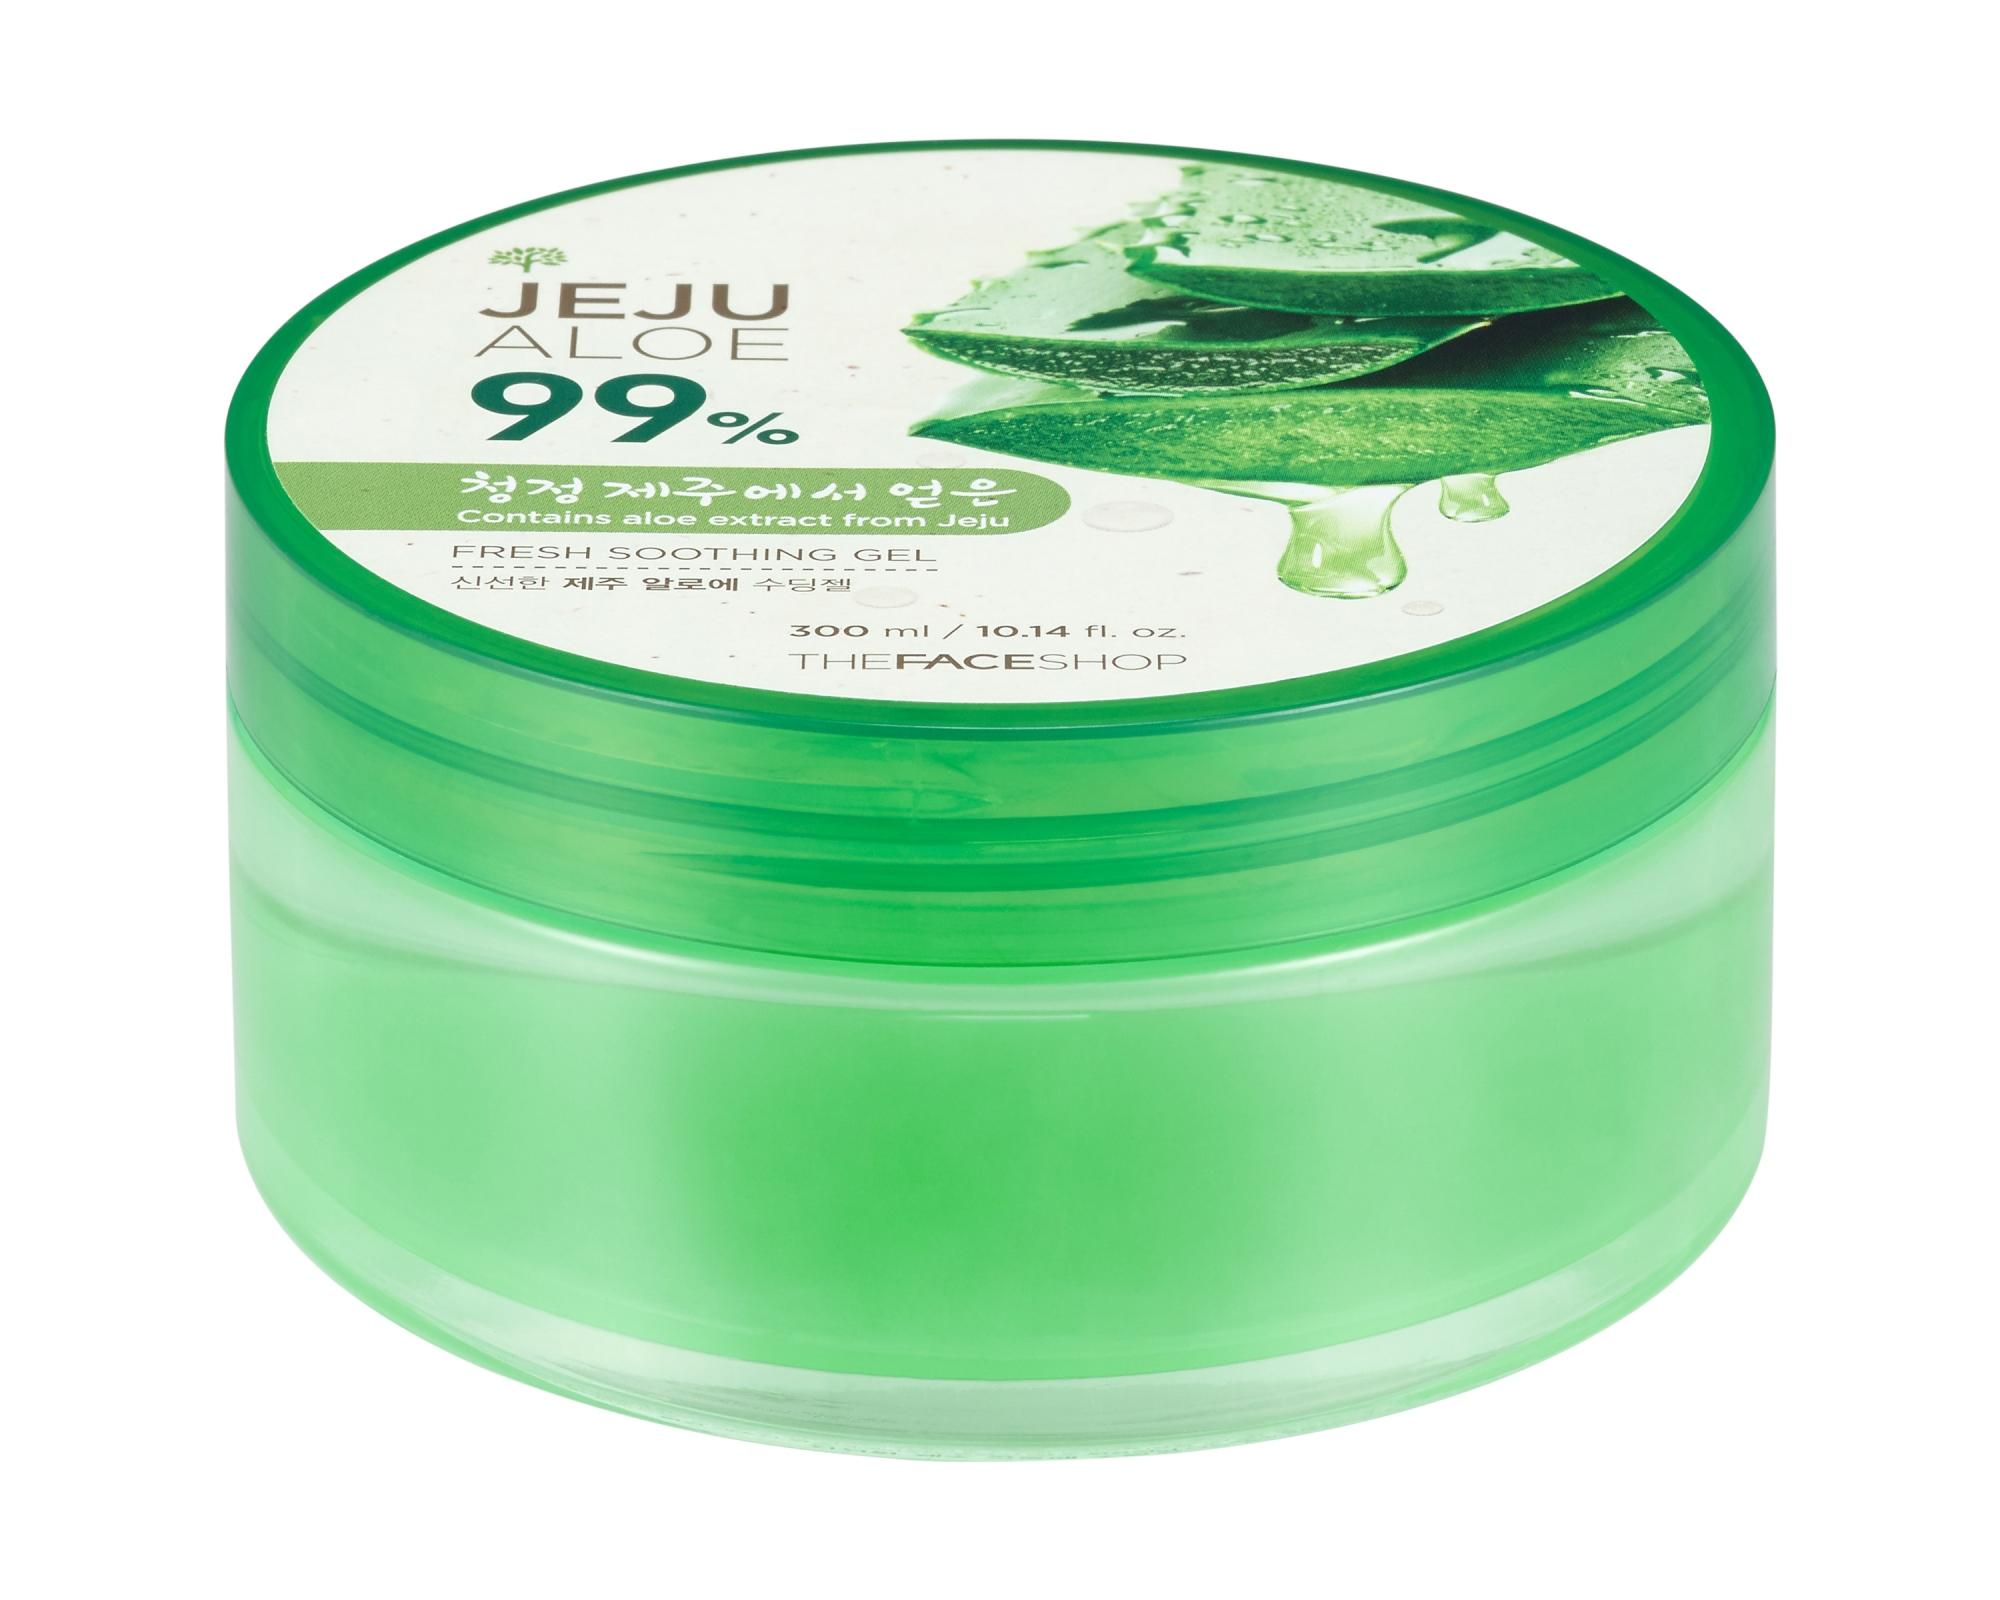 JEJU
ALOE
99%
청정 제주에서 얻은
Contains aloe extract from Jeju
FRESH SOOTHING GEL
신선한 제주 알로에 수딩젤
300 ml / 10.14 fl. oz.
THEFACESHOP